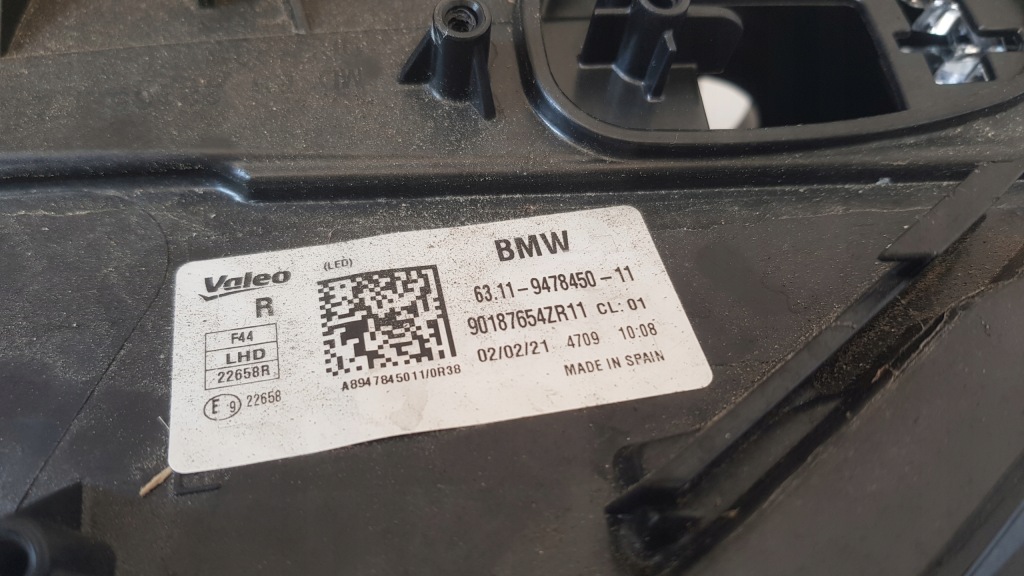 Valeo
(LED)
BMW
R
63.11-9478450-11
90187654ZR11 CL:01
F44
LHD
22658R
02/02/21 4709 10:08
A8947845011/0R38
MADE IN SPAIN
E 9 22658